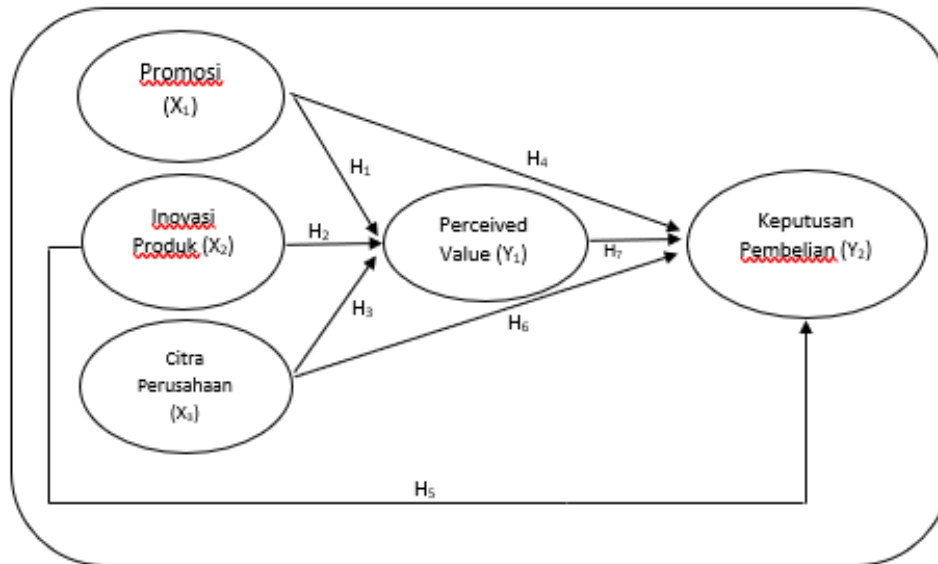 Promosi
(X₁)
H₄
H₁
Inovasi
Produk (X₂)
H₂
Perceived
Value (Y₁)
H₇
Keputusan
Pembelian (Y₂)
H₃
H₆
Citra
Perusahaan
(X₃)
H₅